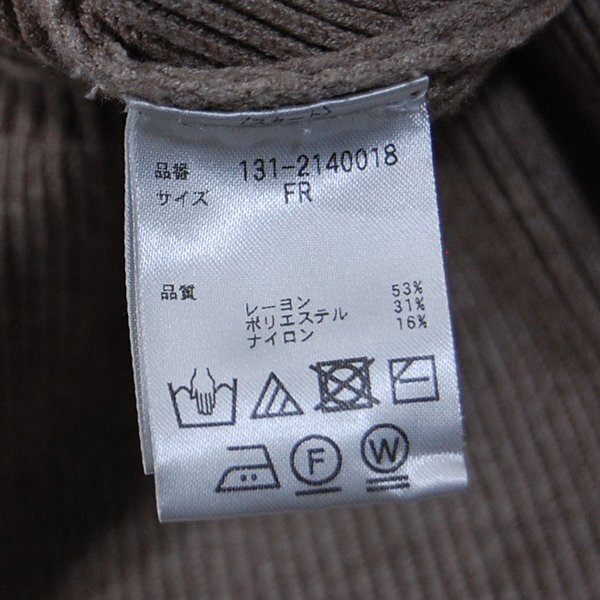 品番 131-2140018
サイズ FR
品質
レーヨン 53%
ポリエステル 31%
ナイロン 16%
F
W